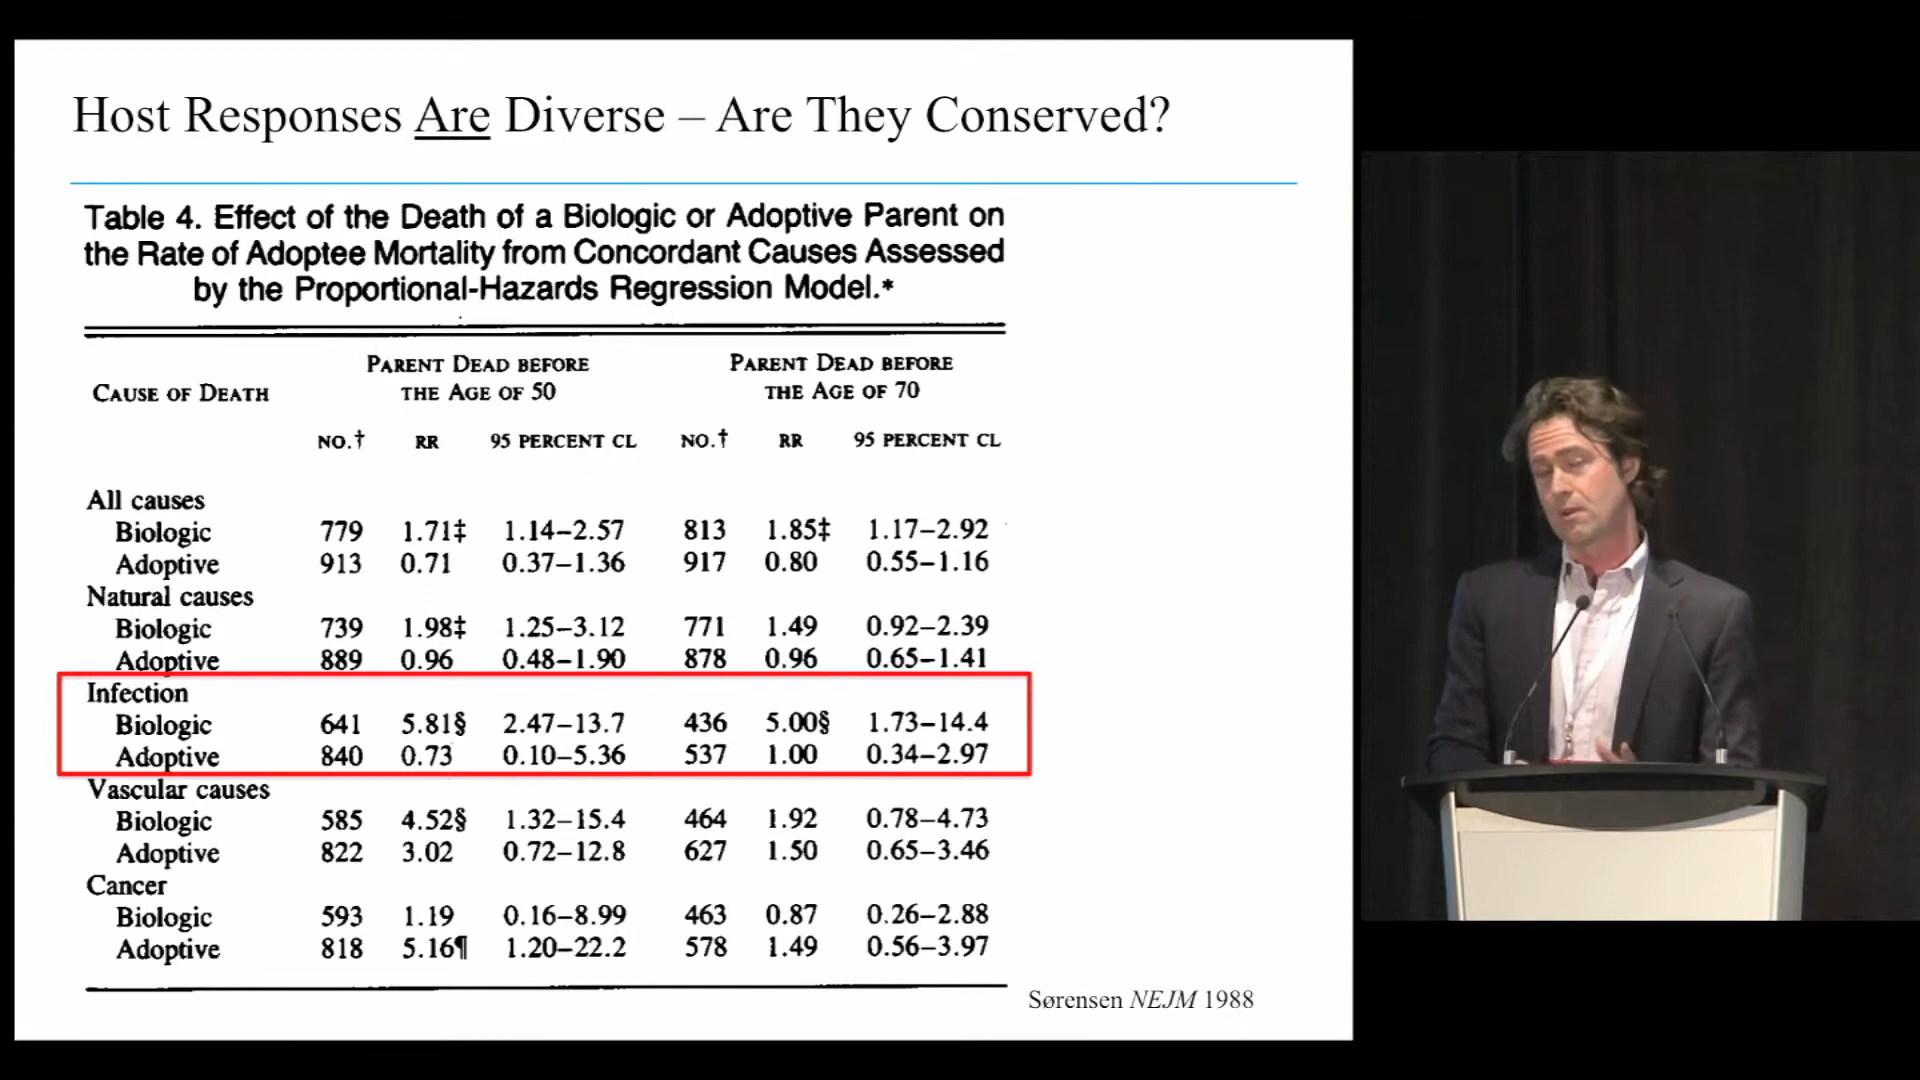 Host Responses Are Diverse – Are They Conserved?
Table 4. Effect of the Death of a Biologic or Adoptive Parent on
the Rate of Adoptee Mortality from Concordant Causes Assessed
by the Proportional-Hazards Regression Model.*
CAUSE OF DEATH PARENT DEAD BEFORE THE AGE OF 50 PARENT DEAD BEFORE THE AGE OF 70
NO.† RR 95 PERCENT CL NO.† RR 95 PERCENT CL
All causes
Biologic 779 1.71‡ 1.14–2.57 813 1.85‡ 1.17–2.92
Adoptive 913 0.71 0.37–1.36 917 0.80 0.55–1.16
Natural causes
Biologic 739 1.98‡ 1.25–3.12 771 1.49 0.92–2.39
Adoptive 889 0.96 0.48–1.90 878 0.96 0.65–1.41
Infection
Biologic 641 5.81§ 2.47–13.7 436 5.00§ 1.73–14.4
Adoptive 840 0.73 0.10–5.36 537 1.00 0.34–2.97
Vascular causes
Biologic 585 4.52§ 1.32–15.4 464 1.92 0.78–4.73
Adoptive 822 3.02 0.72–12.8 627 1.50 0.65–3.46
Cancer
Biologic 593 1.19 0.16–8.99 463 0.87 0.26–2.88
Adoptive 818 5.16¶ 1.20–22.2 578 1.49 0.56–3.97
Sørensen NEJM 1988